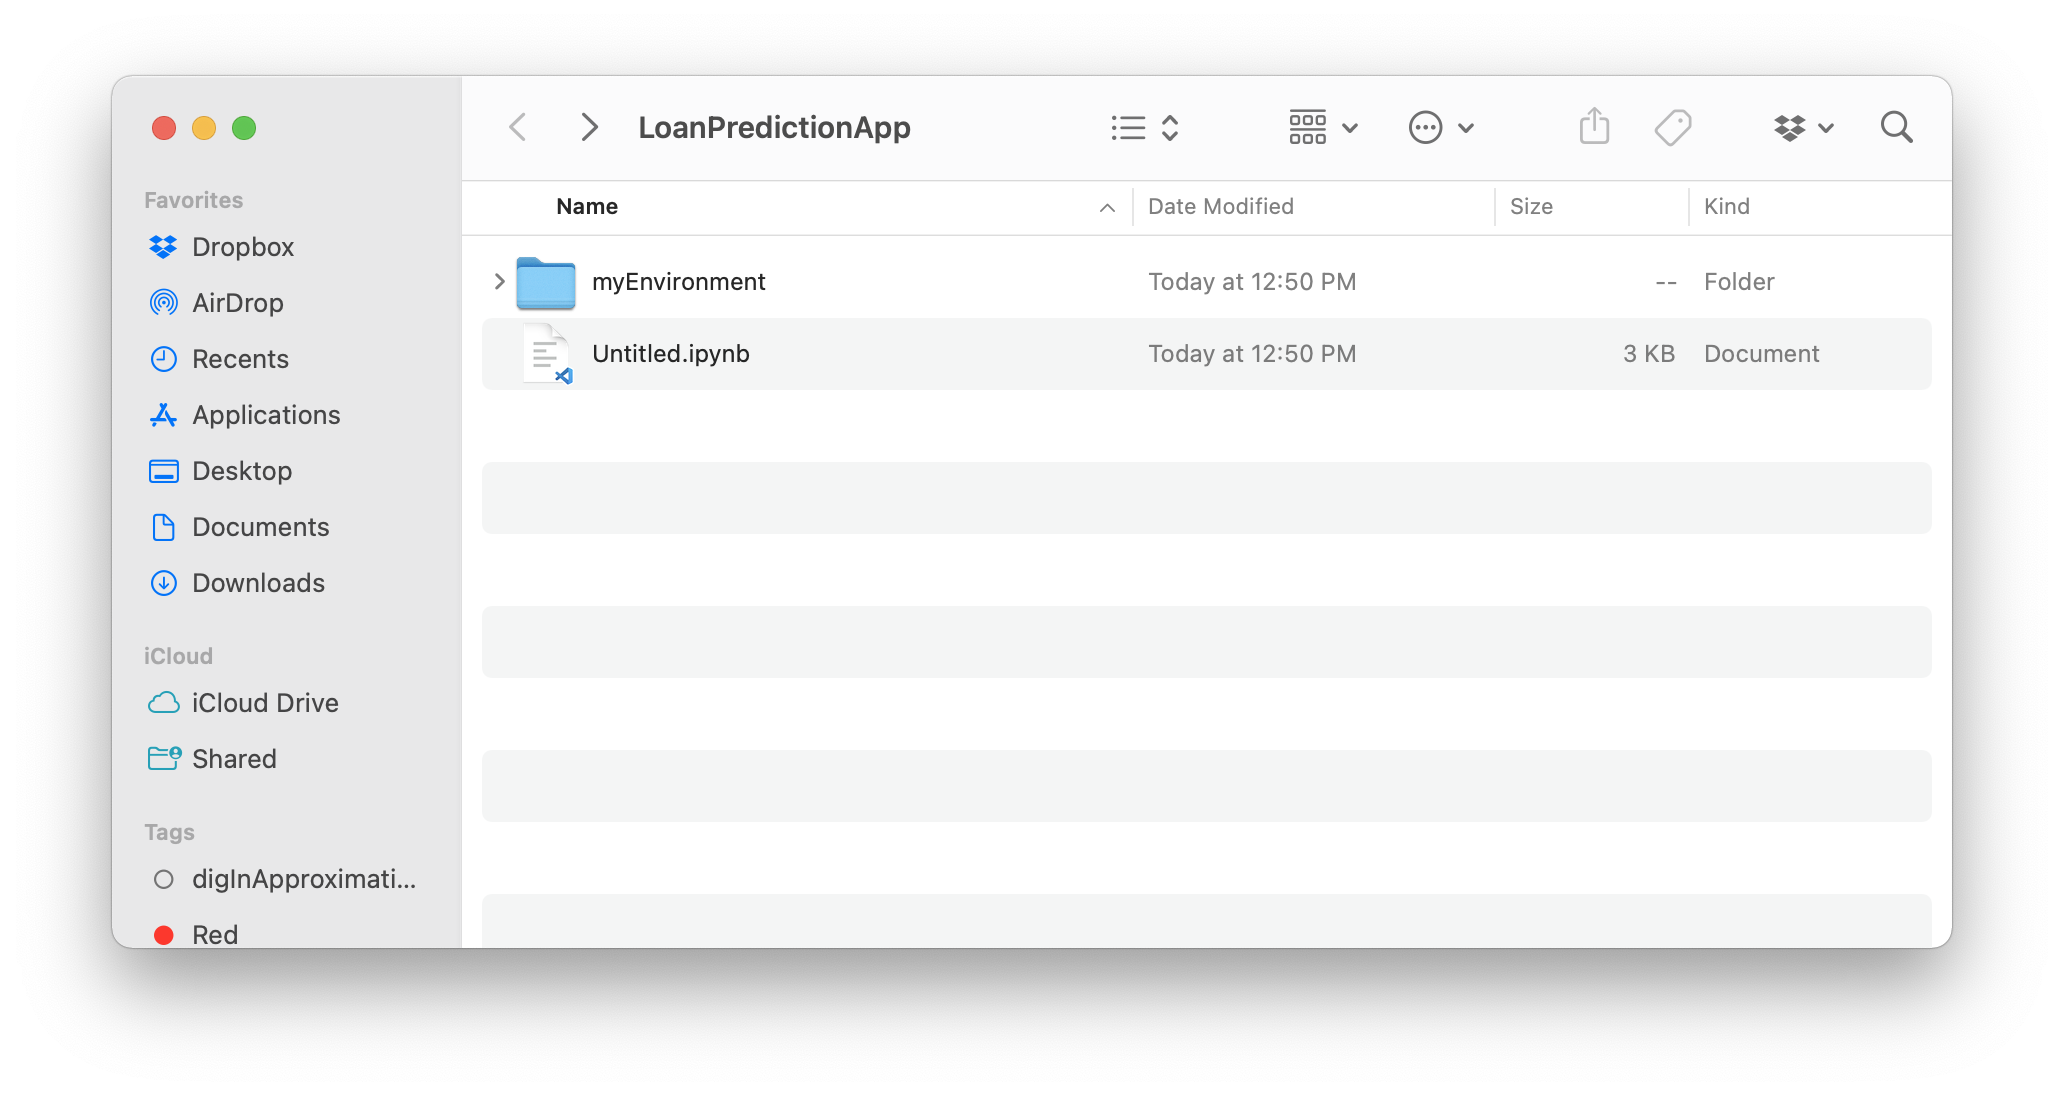 LoanPredictionApp
Favorites
Dropbox
AirDrop
Recents
Applications
Desktop
Documents
Downloads
iCloud
iCloud Drive
Shared
Tags
digInApproximati...
Red
Name Date Modified Size Kind
myEnvironment Today at 12:50 PM -- Folder
Untitled.ipynb Today at 12:50 PM 3 KB Document